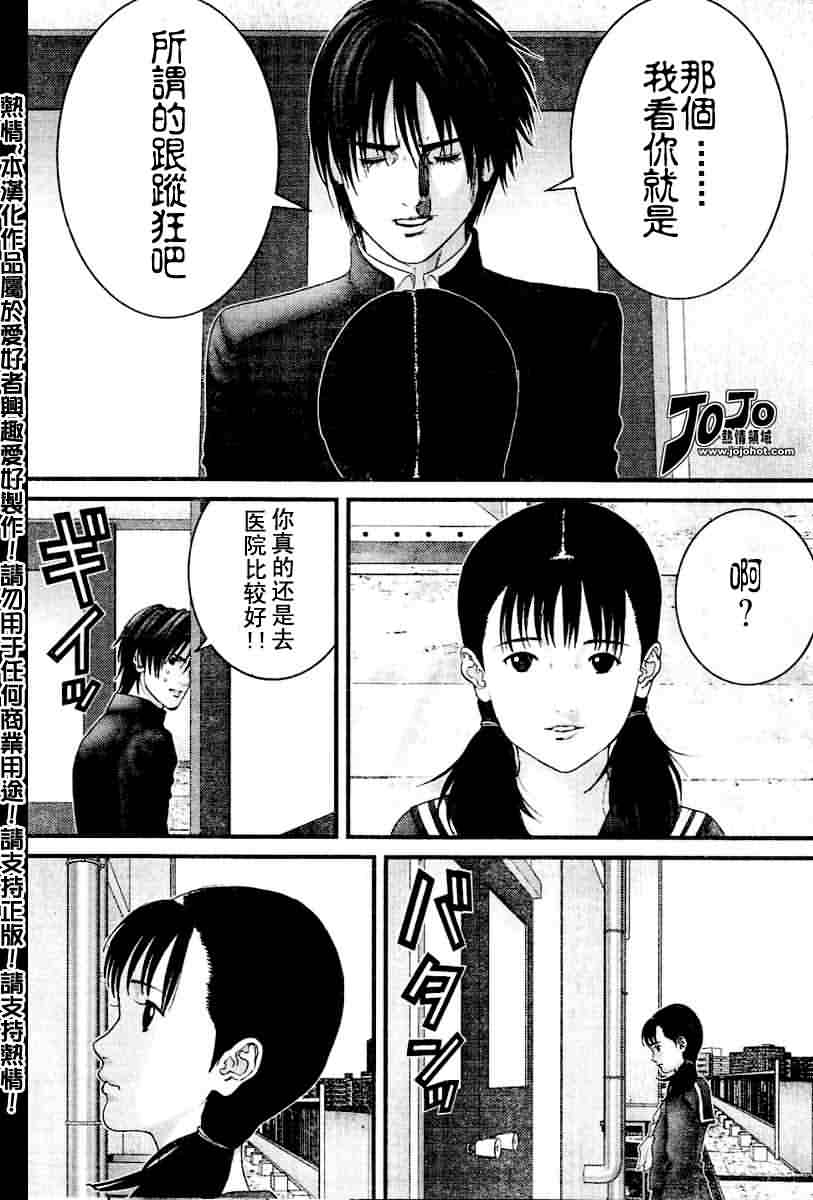 那個……
我看你就是
所謂的跟蹤狂吧
JOJO
熱情領域
www.jojohot.com
啊？
你真的还是去
医院比较好!!
ギイッ
バタンッ
熱情、本漢化作品屬於愛好者興趣愛好製作！請勿用于任何商業用途！請支持正版！請支持熱情！